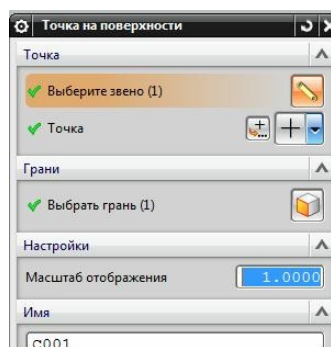 Точка на поверхности
Точка
Выберите звено (1)
Точка
Грани
Выбрать грань (1)
Настройки
Масштаб отображения 1.0000
Имя
C001